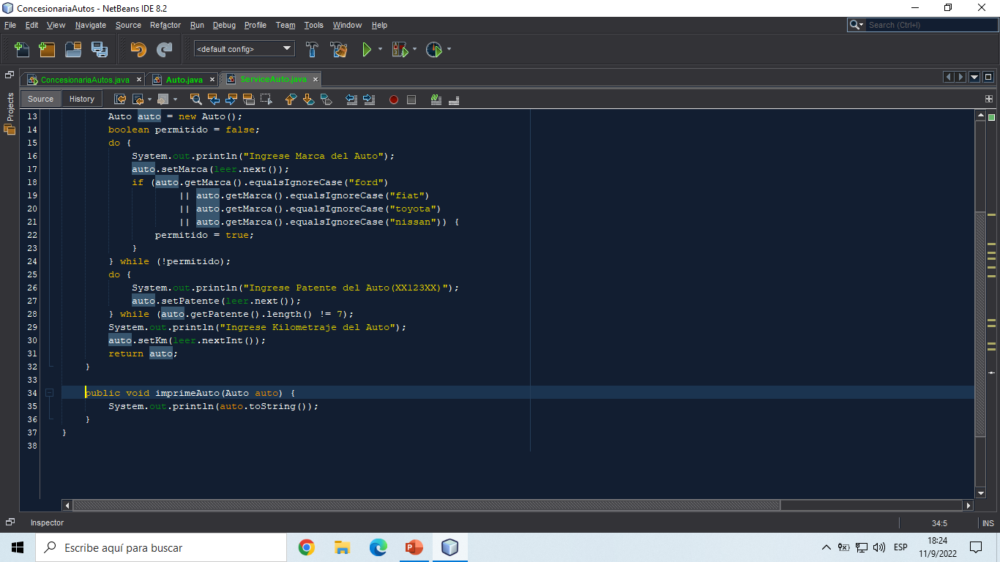 ConcesionariaAutos - NetBeans IDE 8.2
File Edit View Navigate Source Refactor Run Debug Profile Team Tools Window Help
Search (Ctrl+I)
<default config>
ConcesionariaAutos.java Auto.java ServiceAuto.java
Projects
Source History
13 Auto auto = new Auto();
14 boolean permitido = false;
15 do {
16 System.out.println("Ingrese Marca del Auto");
17 auto.setMarca(leer.next());
18 if (auto.getMarca().equalsIgnoreCase("ford")
19 || auto.getMarca().equalsIgnoreCase("fiat")
20 || auto.getMarca().equalsIgnoreCase("toyota")
21 || auto.getMarca().equalsIgnoreCase("nissan")) {
22 permitido = true;
23 }
24 } while (!permitido);
25 do {
26 System.out.println("Ingrese Patente del Auto(XX123XX)");
27 auto.setPatente(leer.next());
28 } while (auto.getPatente().length() != 7);
29 System.out.println("Ingrese Kilometraje del Auto");
30 auto.setKm(leer.nextInt());
31 return auto;
32 }
33
34 public void imprimeAuto(Auto auto) {
35 System.out.println(auto.toString());
36 }
37 }
38
Inspector
34:5 INS
Escribe aquí para buscar
ESP
18:24
11/9/2022